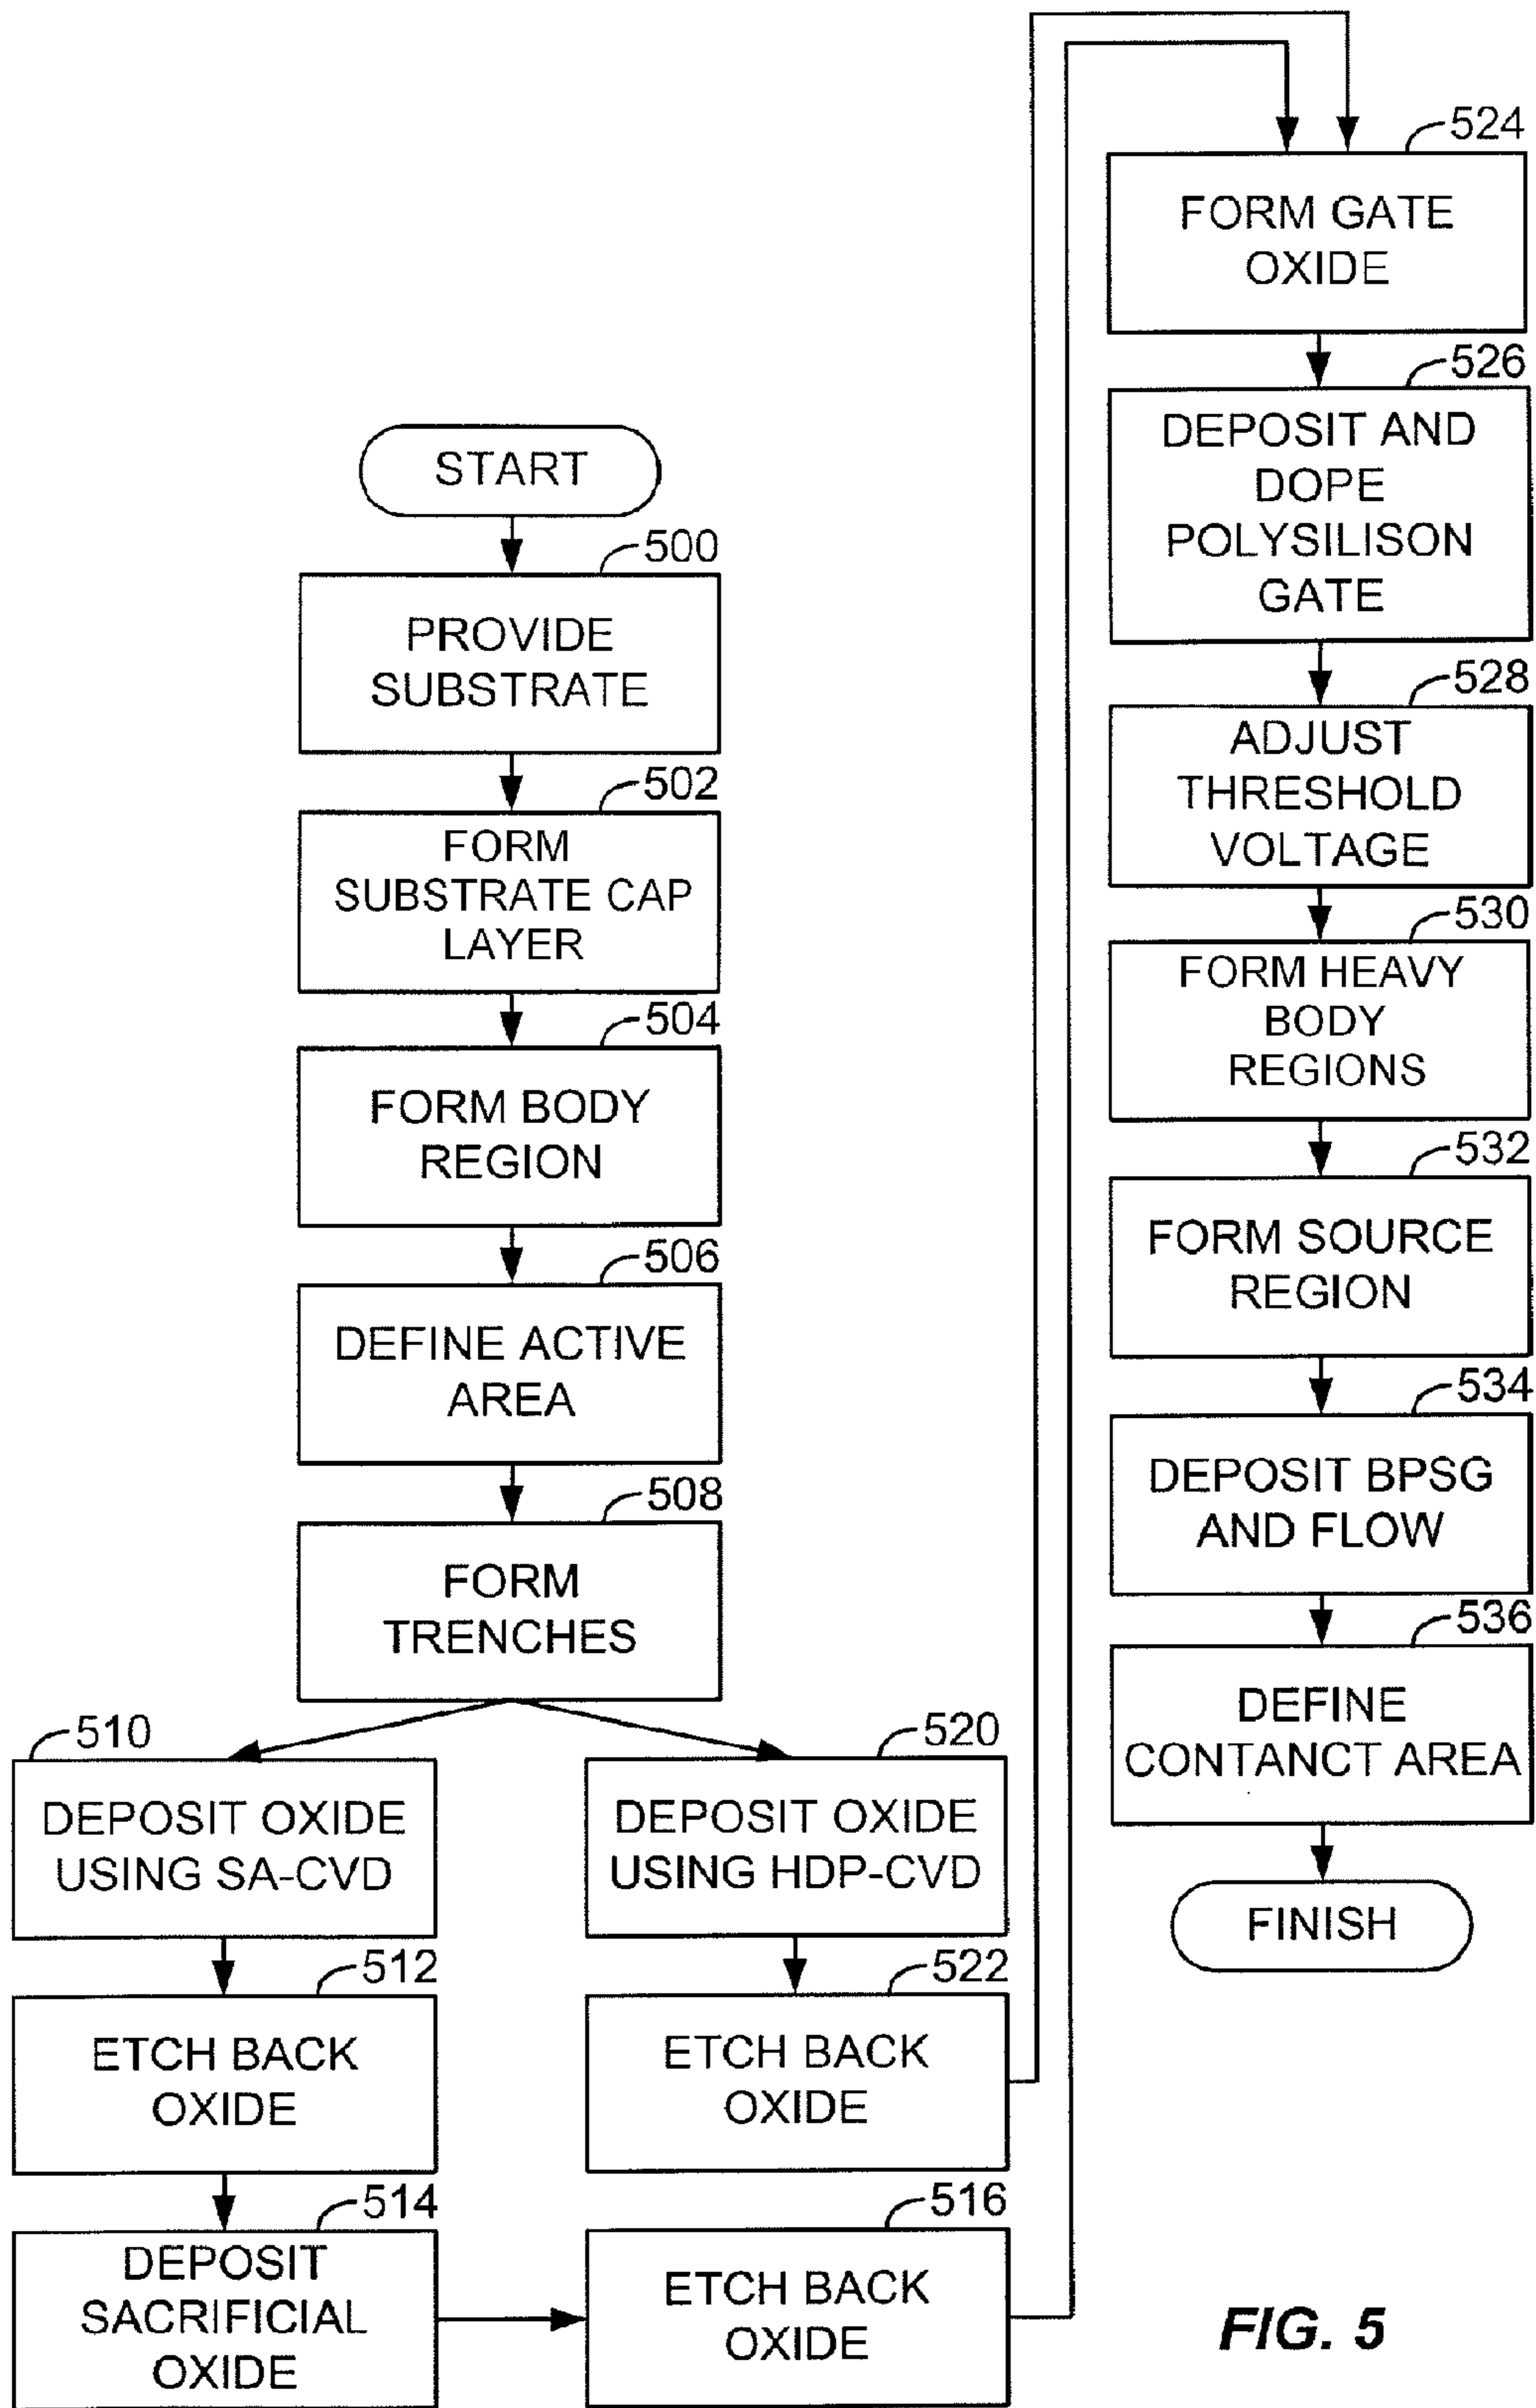 START
500
PROVIDE
SUBSTRATE
502
FORM
SUBSTRATE CAP
LAYER
504
FORM BODY
REGION
506
DEFINE ACTIVE
AREA
508
FORM
TRENCHES
510
DEPOSIT OXIDE
USING SA-CVD
512
ETCH BACK
OXIDE
514
DEPOSIT
SACRIFICIAL
OXIDE
516
ETCH BACK
OXIDE
520
DEPOSIT OXIDE
USING HDP-CVD
522
ETCH BACK
OXIDE
524
FORM GATE
OXIDE
526
DEPOSIT AND
DOPE
POLYSILISON
GATE
528
ADJUST
THRESHOLD
VOLTAGE
530
FORM HEAVY
BODY
REGIONS
532
FORM SOURCE
REGION
534
DEPOSIT BPSG
AND FLOW
536
DEFINE
CONTANCT AREA
FINISH
FIG. 5